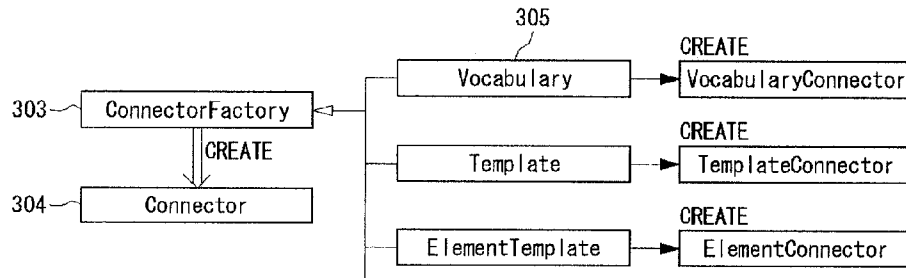 305
CREATE
Vocabulary
VocabularyConnector
303
ConnectorFactory
CREATE
CREATE
Template
TemplateConnector
304
Connector
CREATE
ElementTemplate
ElementConnector